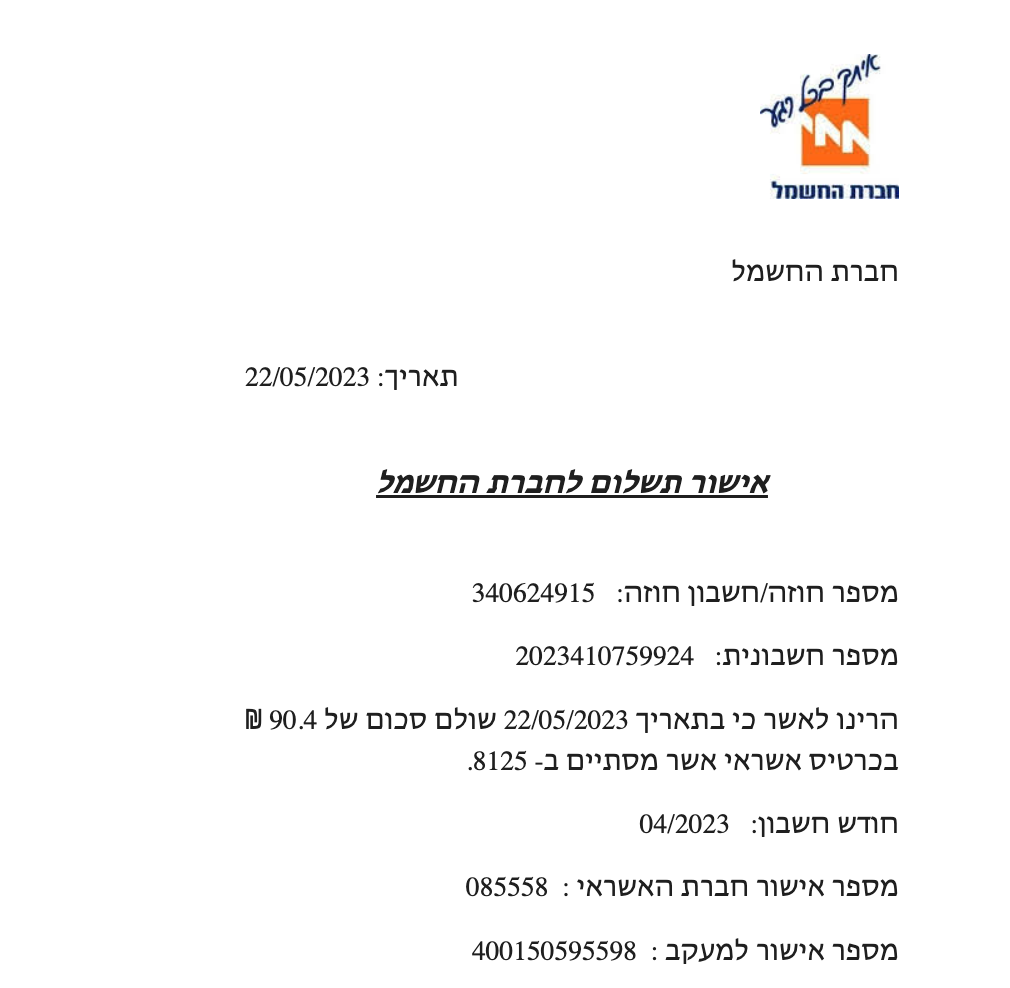 איתך בכל רגע
חברת החשמל
חברת החשמל
תאריך: 22/05/2023
אישור תשלום לחברת החשמל
מספר חוזה/חשבון חוזה: 340624915
מספר חשבונית: 2023410759924
הרינו לאשר כי בתאריך 22/05/2023 שולם סכום של 90.4 ₪
בכרטיס אשראי אשר מסתיים ב- 8125.
חודש חשבון: 04/2023
מספר אישור חברת האשראי : 085558
מספר אישור למעקב : 400150595598